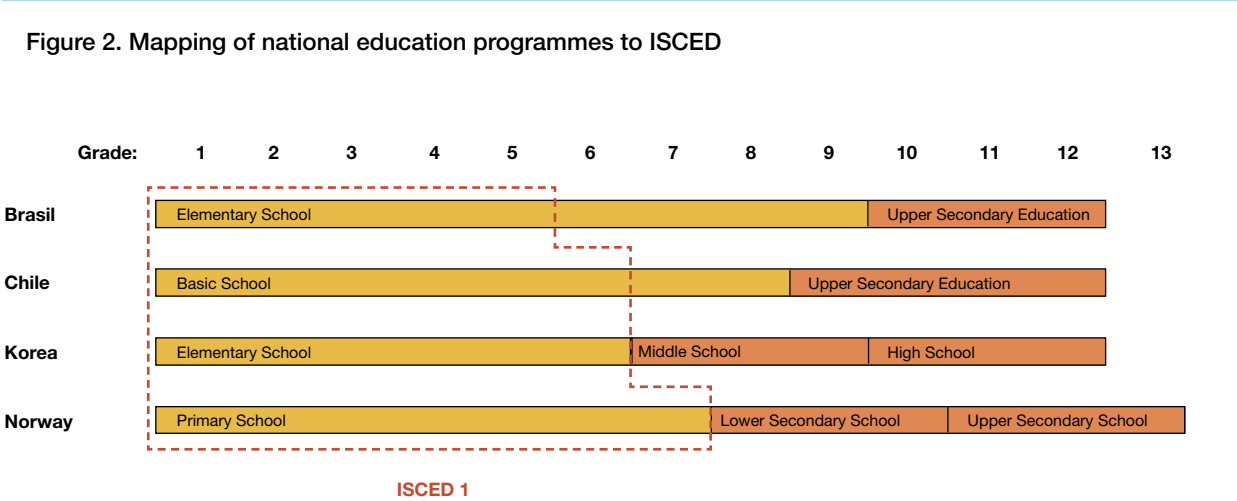 Figure 2. Mapping of national education programmes to ISCED
Grade: 1 2 3 4 5 6 7 8 9 10 11 12 13
Brasil Elementary School Upper Secondary Education
Chile Basic School Upper Secondary Education
Korea Elementary School Middle School High School
Norway Primary School Lower Secondary School Upper Secondary School
ISCED 1